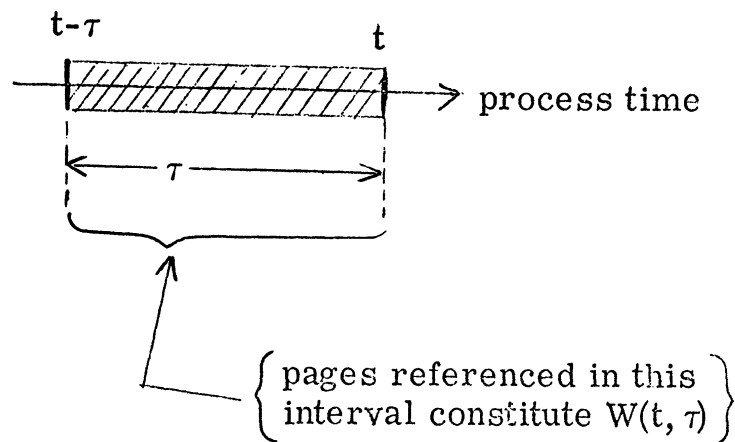 t-τ
t
process time
τ
pages referenced in this
interval constitute W(t, τ)